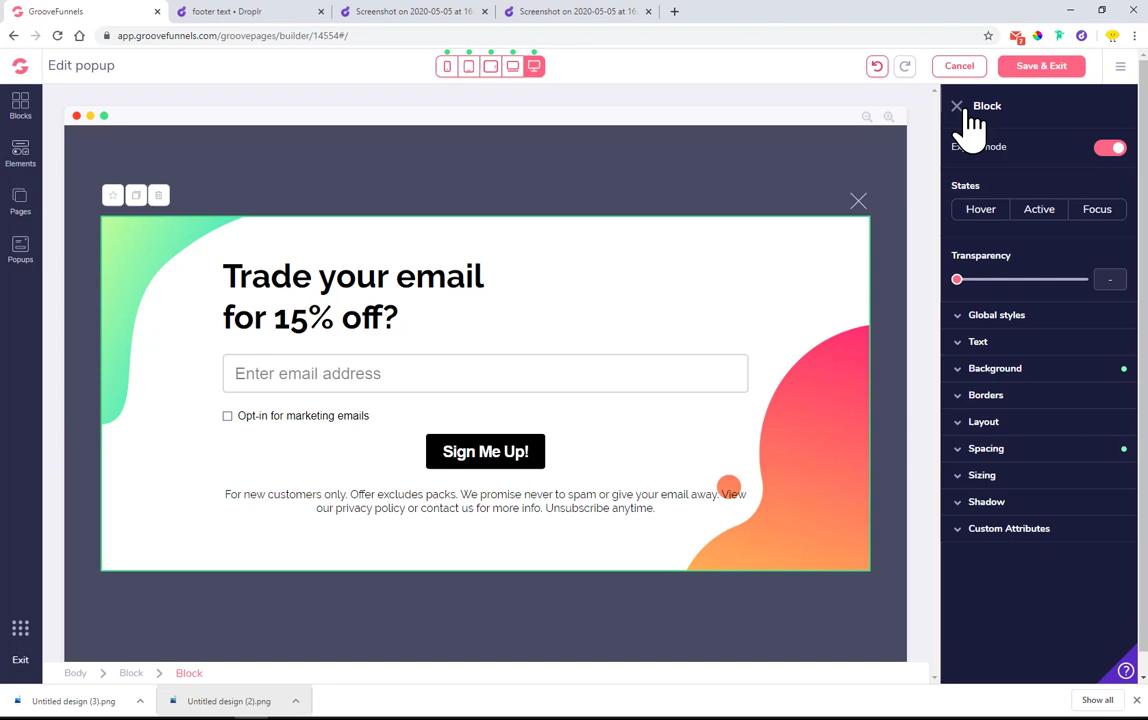 GrooveFunnels
footer text • Droplr
Screenshot on 2020-05-05 at 16:
Screenshot on 2020-05-05 at 16:
app.groovefunnels.com/groovepages/builder/14554#/
7
Edit popup
Cancel
Save & Exit
Blocks
Elements
Pages
Popups
Exit
Trade your email
for 15% off?
Enter email address
Opt-in for marketing emails
Sign Me Up!
For new customers only. Offer excludes packs. We promise never to spam or give your email away. View
our privacy policy or contact us for more info. Unsubscribe anytime.
Body
Block
Block
Block
mode
States
Hover
Active
Focus
Transparency
-
Global styles
Text
Background
Borders
Layout
Spacing
Sizing
Shadow
Custom Attributes
?
Untitled design (3).png
Untitled design (2).png
Show all